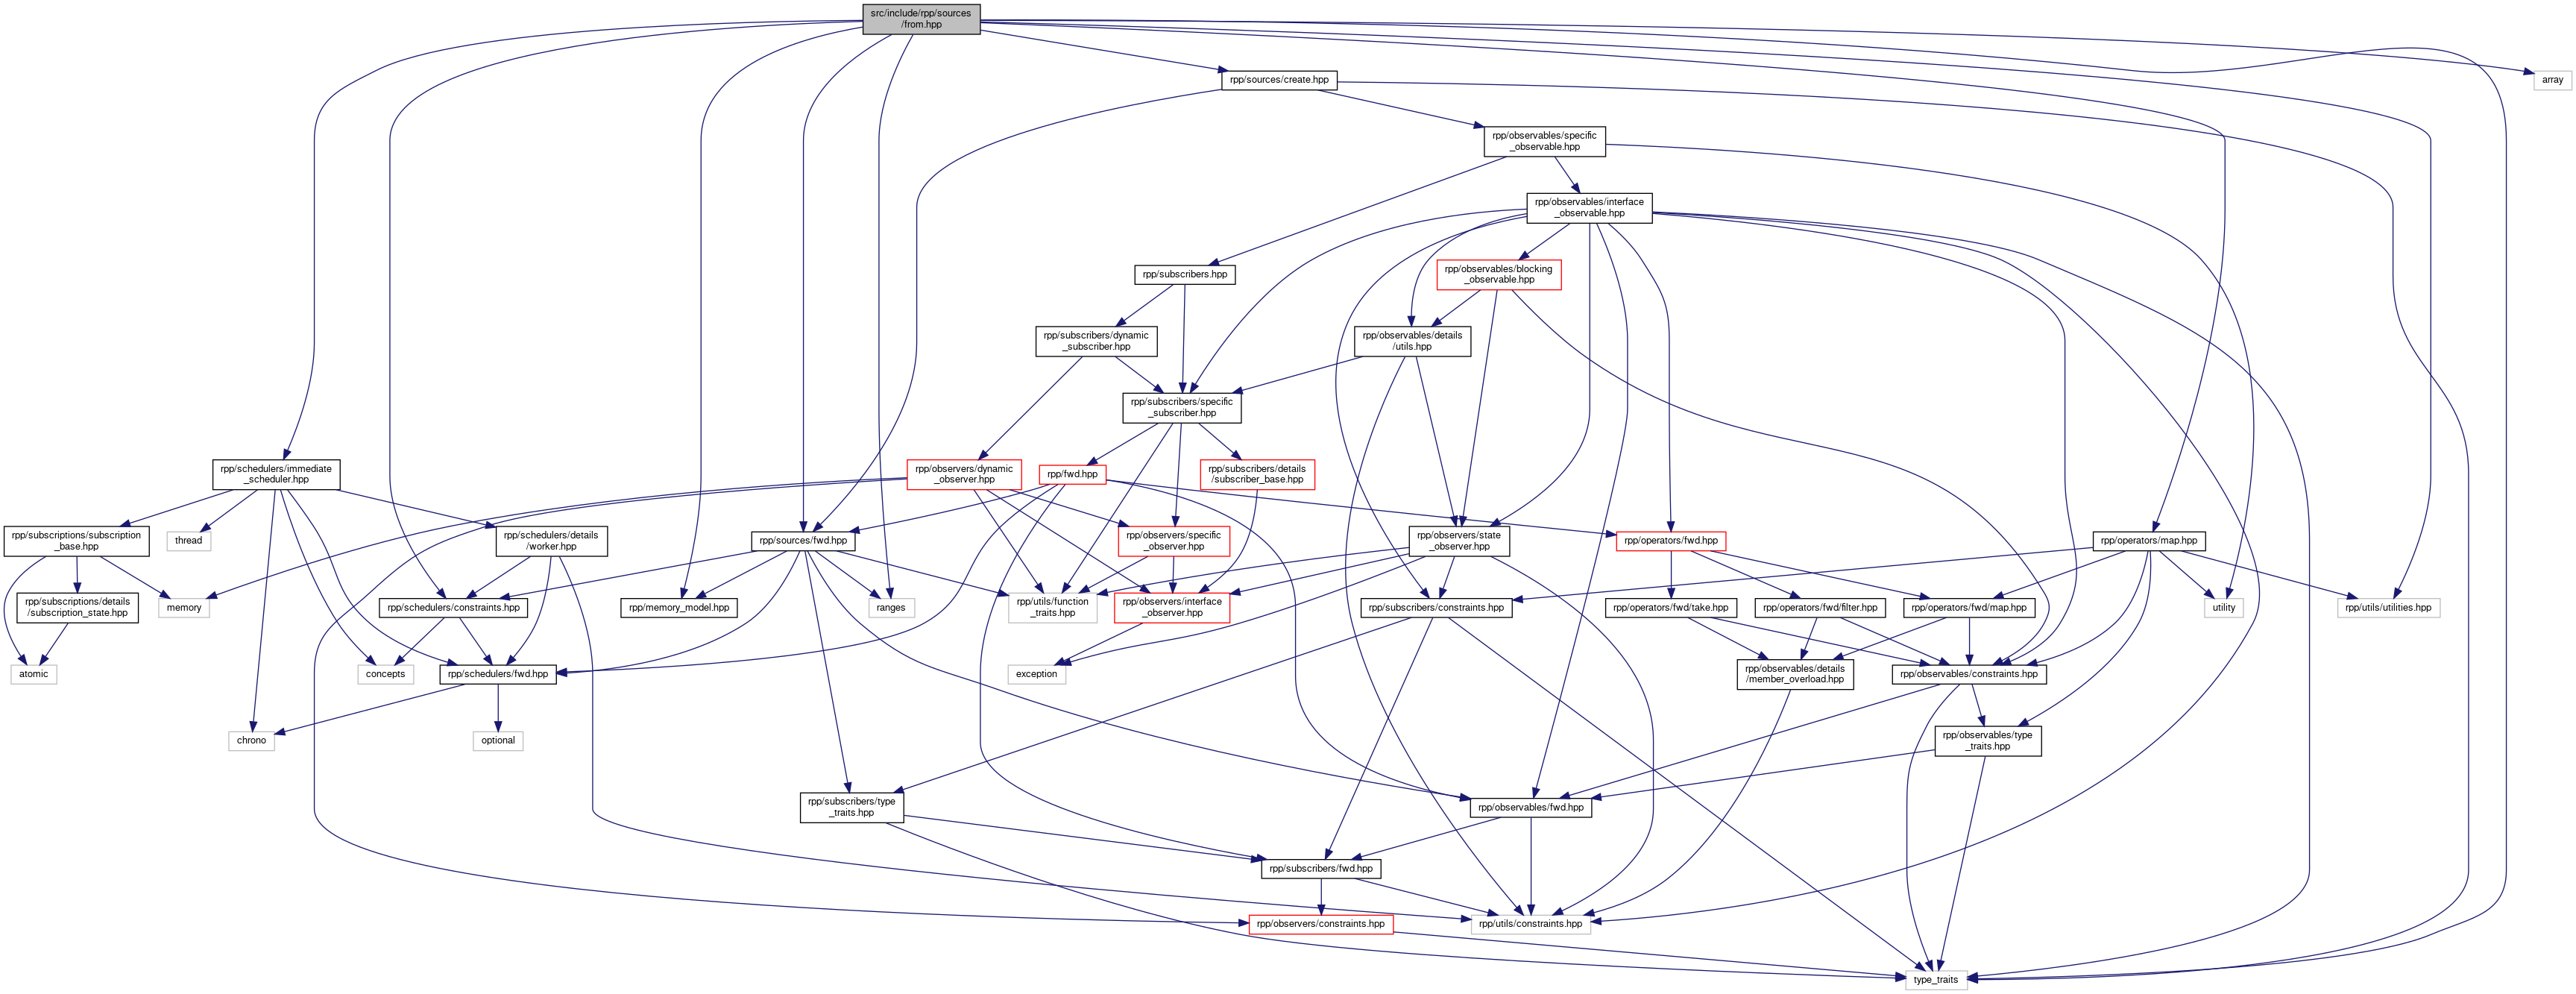 src/include/rpp/sources
/from.hpp
rpp/sources/create.hpp
array
rpp/observables/specific
_observable.hpp
rpp/observables/interface
_observable.hpp
rpp/subscribers.hpp
rpp/observables/blocking
_observable.hpp
rpp/subscribers/dynamic
_subscriber.hpp
rpp/observables/details
/utils.hpp
rpp/subscribers/specific
_subscriber.hpp
rpp/schedulers/immediate
_scheduler.hpp
rpp/observers/dynamic
_observer.hpp
rpp/fwd.hpp
rpp/subscribers/details
/subscriber_base.hpp
rpp/subscriptions/subscription
_base.hpp
thread
rpp/schedulers/details
/worker.hpp
rpp/sources/fwd.hpp
rpp/observers/specific
_observer.hpp
rpp/observers/state
_observer.hpp
rpp/operators/fwd.hpp
rpp/operators/map.hpp
rpp/subscriptions/details
/subscription_state.hpp
memory
rpp/schedulers/constraints.hpp
rpp/memory_model.hpp
ranges
rpp/utils/function
_traits.hpp
rpp/observers/interface
_observer.hpp
rpp/subscribers/constraints.hpp
rpp/operators/fwd/take.hpp
rpp/operators/fwd/filter.hpp
rpp/operators/fwd/map.hpp
utility
rpp/utils/utilities.hpp
atomic
concepts
rpp/schedulers/fwd.hpp
exception
rpp/observables/details
/member_overload.hpp
rpp/observables/constraints.hpp
chrono
optional
rpp/observables/type
_traits.hpp
rpp/subscribers/type
_traits.hpp
rpp/observables/fwd.hpp
rpp/subscribers/fwd.hpp
rpp/observers/constraints.hpp
rpp/utils/constraints.hpp
type_traits